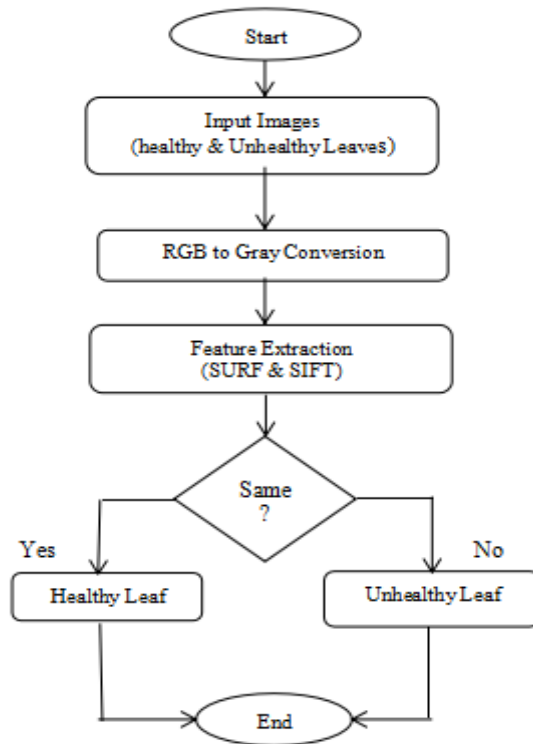 Start
Input Images
(healthy & Unhealthy Leaves)
RGB to Gray Conversion
Feature Extraction
(SURF & SIFT)
Same
?
Yes
No
Healthy Leaf
Unhealthy Leaf
End